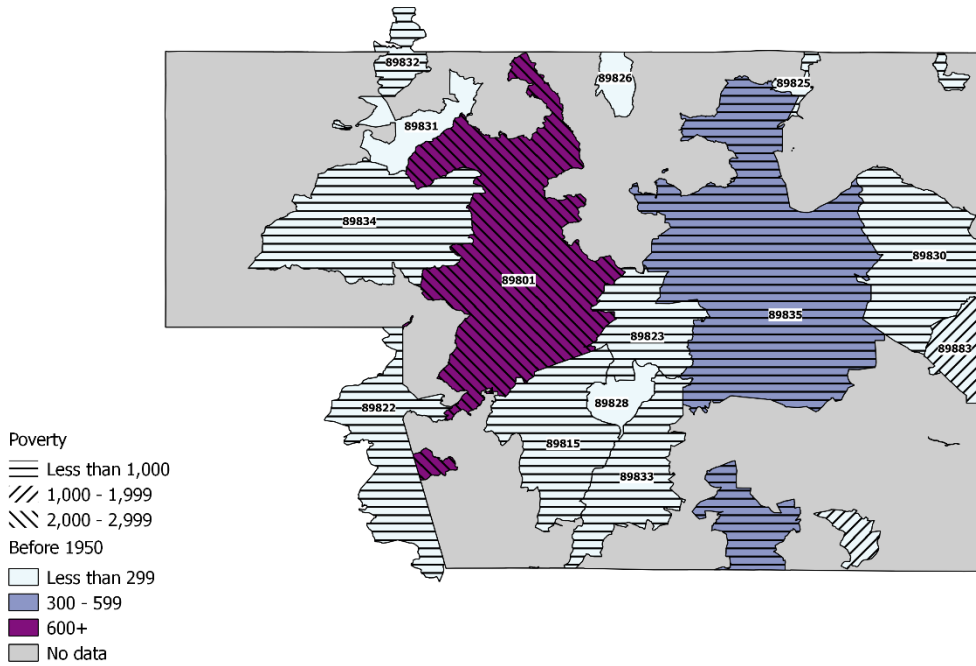 89832
89826
89825
89831
89834
89830
89801
89835
89823
89883
89822
89828
89815
89833
Poverty
Less than 1,000
1,000 - 1,999
2,000 - 2,999
Before 1950
Less than 299
300 - 599
600+
No data